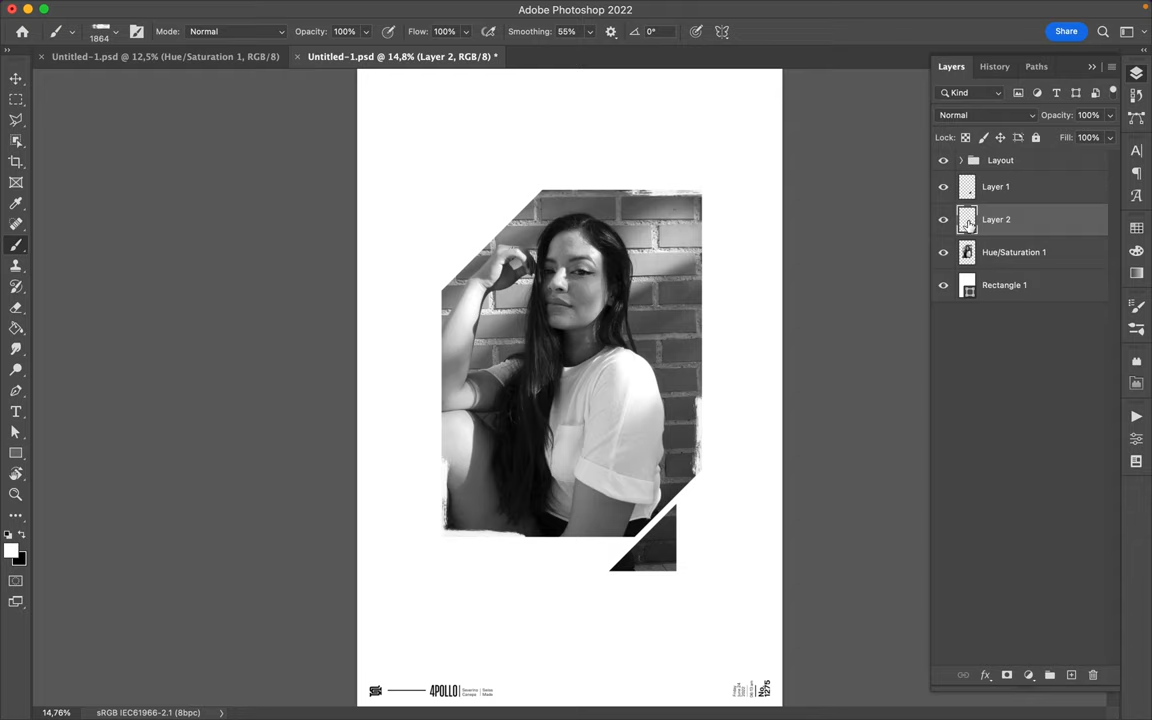 Adobe Photoshop 2022
1864
Mode:
Normal
Opacity: 100%
Flow: 100%
Smoothing: 55%
0°
Share
Untitled-1.psd @ 12,5% (Hue/Saturation 1, RGB/8)
Untitled-1.psd @ 14,8% (Layer 2, RGB/8) *
Layers
History
Paths
Kind
Normal
Opacity: 100%
Lock:
Fill: 100%
Layout
Layer 1
Layer 2
Hue/Saturation 1
Rectangle 1
4POLLO
No. 1275
14,76%
sRGB IEC61966-2.1 (8bpc)